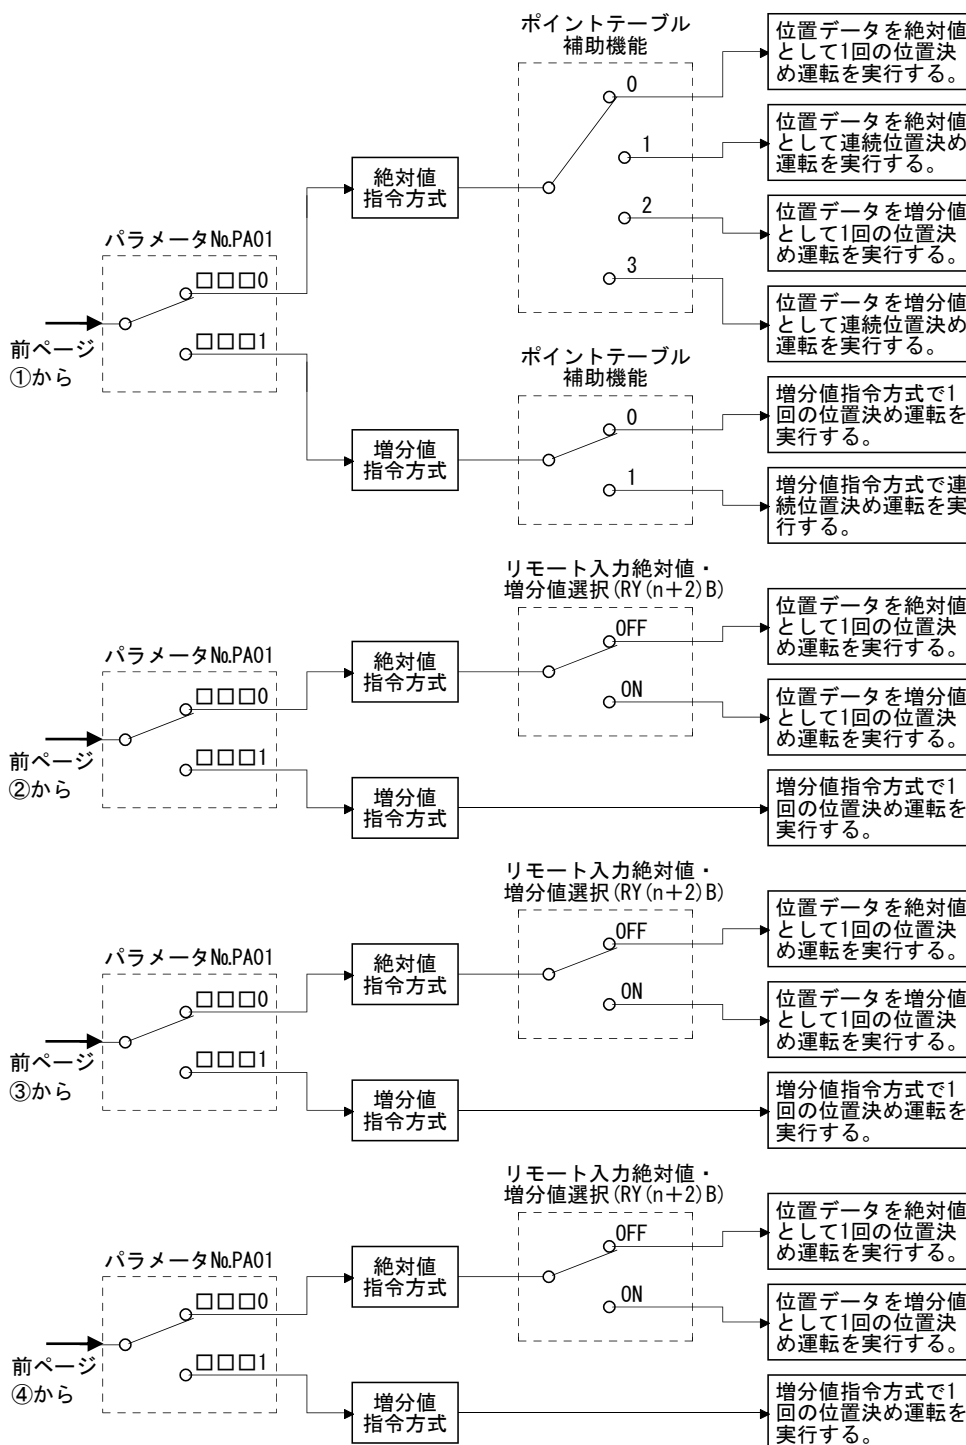 ポイントテーブル
補助機能
0
1
2
3
位置データを絶対値
として1回の位置決
め運転を実行する。
位置データを絶対値
として連続位置決め
運転を実行する。
位置データを増分値
として1回の位置決
め運転を実行する。
位置データを増分値
として連続位置決め
運転を実行する。
絶対値
指令方式
パラメータNo.PA01
□□□0
□□□1
前ページ
①から
ポイントテーブル
補助機能
0
1
増分値
指令方式
増分値指令方式で1
回の位置決め運転を
実行する。
増分値指令方式で連
続位置決め運転を実
行する。
リモート入力絶対値・
増分値選択(RY(n+2)B)
OFF
ON
位置データを絶対値
として1回の位置決
め運転を実行する。
位置データを増分値
として1回の位置決
め運転を実行する。
絶対値
指令方式
パラメータNo.PA01
□□□0
□□□1
前ページ
②から
増分値
指令方式
増分値指令方式で1
回の位置決め運転を
実行する。
リモート入力絶対値・
増分値選択(RY(n+2)B)
OFF
ON
位置データを絶対値
として1回の位置決
め運転を実行する。
位置データを増分値
として1回の位置決
め運転を実行する。
絶対値
指令方式
パラメータNo.PA01
□□□0
□□□1
前ページ
③から
増分値
指令方式
増分値指令方式で1
回の位置決め運転を
実行する。
リモート入力絶対値・
増分値選択(RY(n+2)B)
OFF
ON
位置データを絶対値
として1回の位置決
め運転を実行する。
位置データを増分値
として1回の位置決
め運転を実行する。
絶対値
指令方式
パラメータNo.PA01
□□□0
□□□1
前ページ
④から
増分値
指令方式
増分値指令方式で1
回の位置決め運転を
実行する。